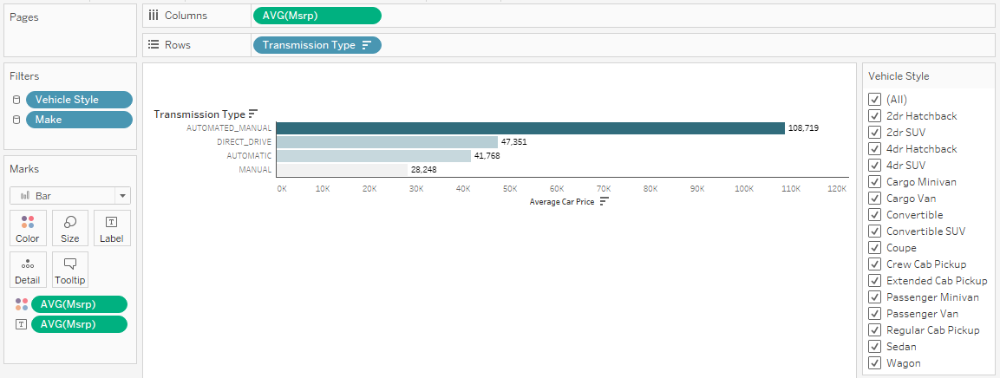 Pages
Columns AVG(Msrp)
Rows Transmission Type
Filters
Vehicle Style
Make
Marks
Bar
Color Size Label
Detail Tooltip
AVG(Msrp)
AVG(Msrp)
Transmission Type
AUTOMATED_MANUAL 108,719
DIRECT_DRIVE 47,351
AUTOMATIC 41,768
MANUAL 28,248
0K 10K 20K 30K 40K 50K 60K 70K 80K 90K 100K 110K 120K
Average Car Price
Vehicle Style
(All)
2dr Hatchback
2dr SUV
4dr Hatchback
4dr SUV
Cargo Minivan
Cargo Van
Convertible
Convertible SUV
Coupe
Crew Cab Pickup
Extended Cab Pickup
Passenger Minivan
Passenger Van
Regular Cab Pickup
Sedan
Wagon